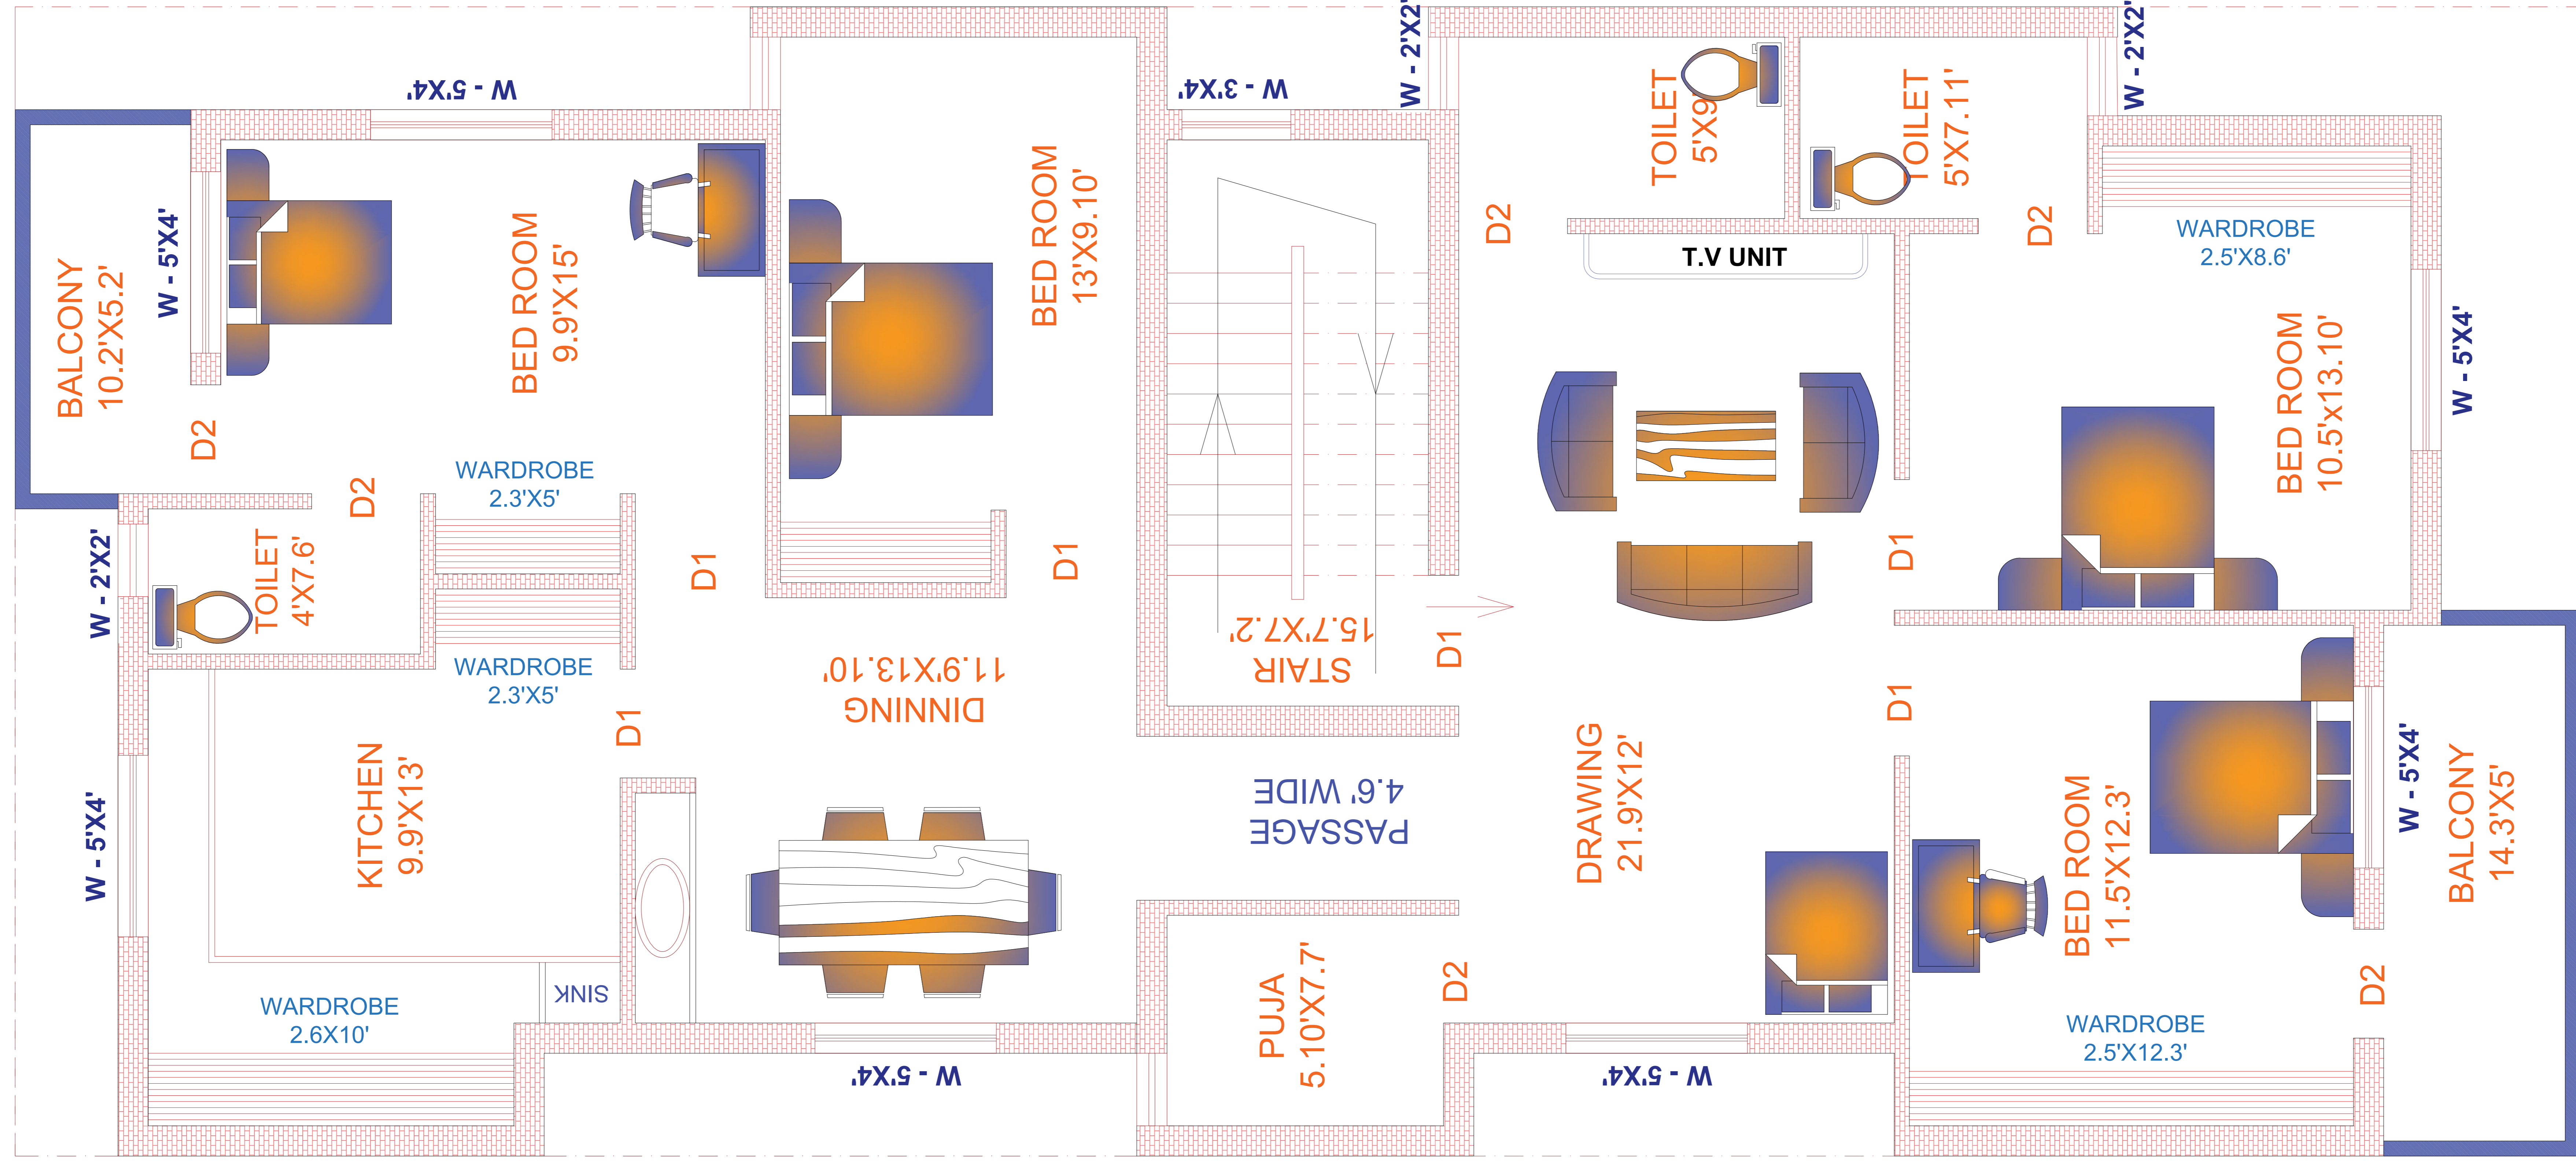 W - 5'X4'
W - 3'X4'
W - 2'X2'
W - 2'X2'
BALCONY
10.2'X5.2'
W - 5'X4'
D2
BED ROOM
9.9'X15'
WARDROBE
2.3'X5'
D2
D1
BED ROOM
13'X9.10'
D1
TOILET
5'X9
D2
TOILET
5'X7.11'
D2
T.V UNIT
WARDROBE
2.5'X8.6'
BED ROOM
10.5'x13.10'
W - 5'X4'
D1
W - 2'X2'
TOILET
4'X7.6'
WARDROBE
2.3'X5'
D1
KITCHEN
9.9'X13'
W - 5'X4'
WARDROBE
2.6X10'
SINK
DINNING
11.9'X13.10'
STAIR
15.7'X7.2'
D1
PASSAGE
4.6' WIDE
DRAWING
21.9'X12'
D1
PUJA
5.10'X7.7'
D2
BED ROOM
11.5'X12.3'
W - 5'X4'
BALCONY
14.3'X5'
D2
WARDROBE
2.5'X12.3'
W - 5'X4'
W - 5'X4'